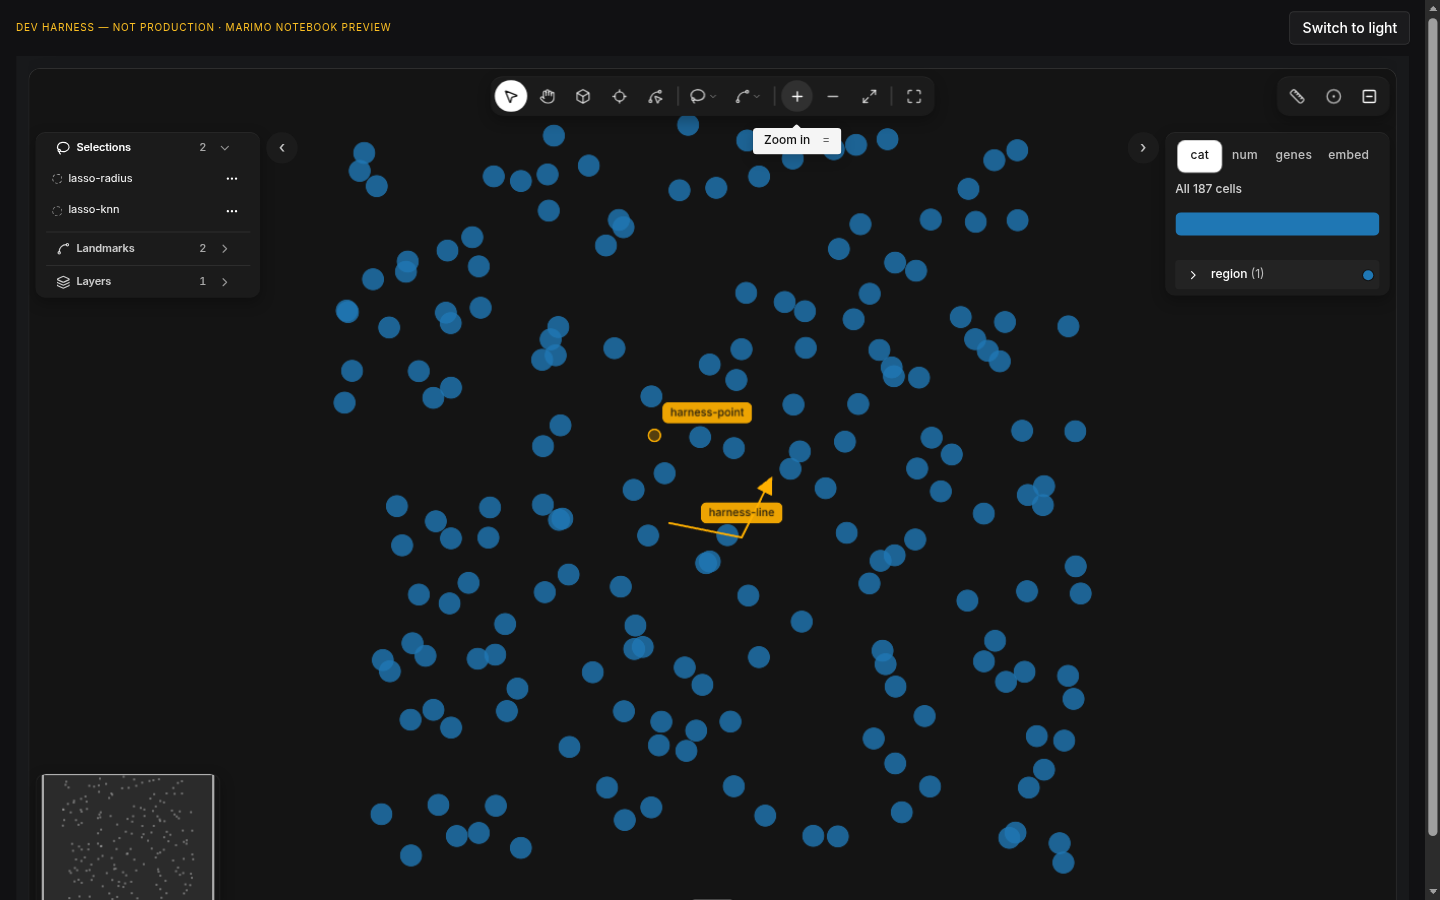 DEV HARNESS — NOT PRODUCTION · MARIMO NOTEBOOK PREVIEW
Switch to light
Zoom in =
Selections 2
lasso-radius
lasso-knn
Landmarks 2
Layers 1
cat num genes embed
All 187 cells
region (1)
harness-point
harness-line